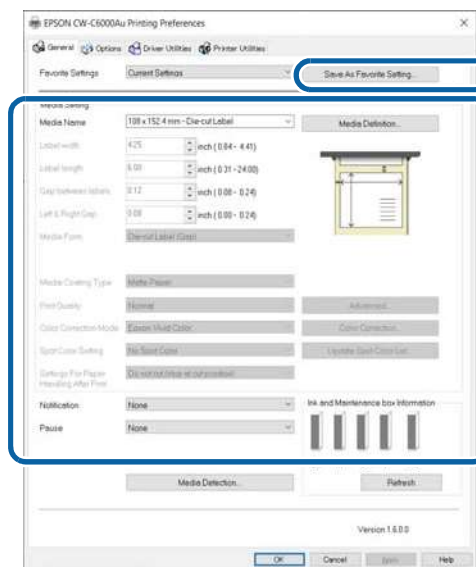 EPSON CW-C6000Au Printing Preferences
General Options Driver Utilities Printer Utilities
Favorite Settings Current Settings Save As Favorite Setting...
Media Setting
Media Name 108 x 152.4 mm - Die-cut Label Media Definition...
Label width 4.25 inch ( 0.84 - 4.41)
Label length 6.00 inch ( 0.31 - 24.00)
Gap between labels 0.12 inch ( 0.08 - 0.24)
Left & Right Gap 0.08 inch ( 0.00 - 0.24)
Media Form Die-cut Label (Gap)
Media Coating Type Matte Paper
Print Quality Normal Advanced...
Color Correction Mode Epson Vivid Color Color Correction...
Spot Color Setting No Spot Color Update Spot Color List...
Settings For Paper Handling After Print Do not cut (stop at cut position)
Notification None Ink and Maintenance box Information
Pause None
Media Detection... Refresh
Version 1.6.0.0
OK Cancel Apply Help